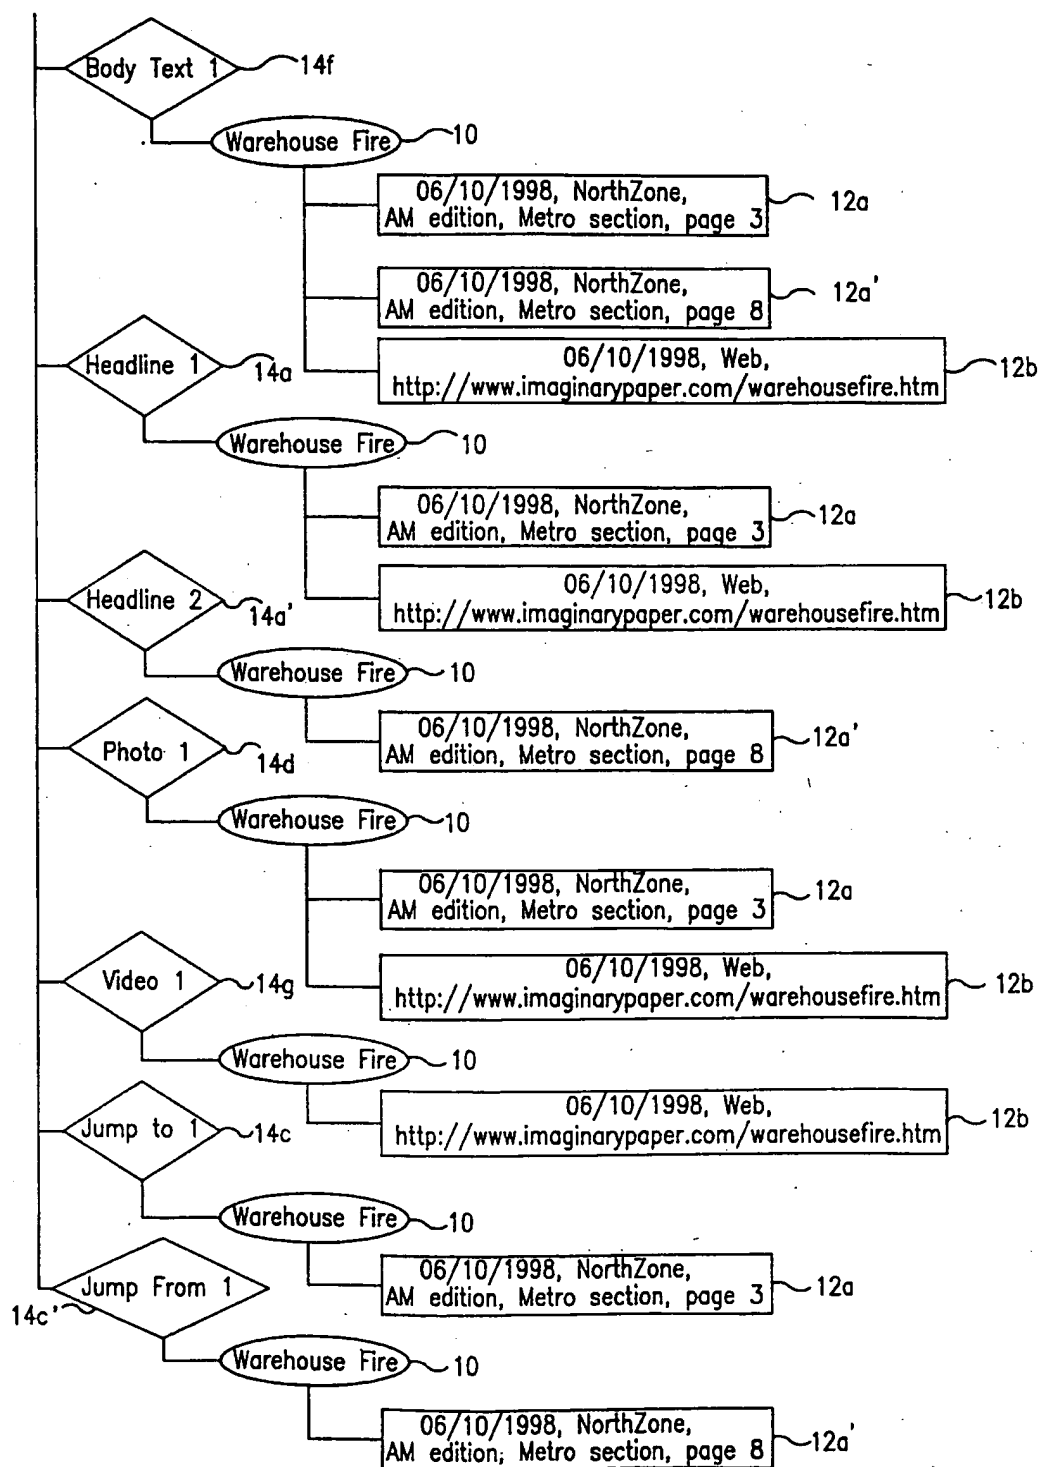 Body Text 1
14f
Warehouse Fire
10
06/10/1998, NorthZone,
AM edition, Metro section, page 3
12a
06/10/1998, NorthZone,
AM edition, Metro section, page 8
12a'
Headline 1
14a
06/10/1998, Web,
http://www.imaginarypaper.com/warehousefire.htm
12b
Warehouse Fire
10
06/10/1998, NorthZone,
AM edition, Metro section, page 3
12a
Headline 2
14a'
06/10/1998, Web,
http://www.imaginarypaper.com/warehousefire.htm
12b
Warehouse Fire
10
06/10/1998, NorthZone,
AM edition, Metro section, page 8
12a'
Photo 1
14d
Warehouse Fire
10
06/10/1998, NorthZone,
AM edition, Metro section, page 3
12a
Video 1
14g
06/10/1998, Web,
http://www.imaginarypaper.com/warehousefire.htm
12b
Warehouse Fire
10
06/10/1998, Web,
http://www.imaginarypaper.com/warehousefire.htm
12b
Jump to 1
14c
Warehouse Fire
10
06/10/1998, NorthZone,
AM edition, Metro section, page 3
12a
Jump From 1
14c'
Warehouse Fire
10
06/10/1998, NorthZone,
AM edition, Metro section, page 8
12a'